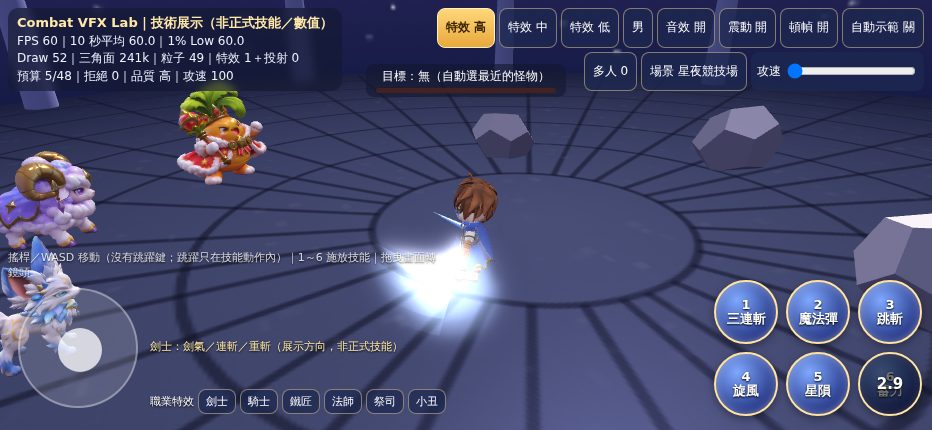 Combat VFX Lab｜技術展示（非正式技能／數值）
FPS 60｜10 秒平均 60.0｜1% Low 60.0
Draw 52｜三角面 241k｜粒子 49｜特效 1＋投射 0
預算 5/48｜拒絕 0｜品質 高｜攻速 100
特效 高
特效 中
特效 低
男
音效 開
震動 開
頓幀 開
自動示範 關
目標：無（自動選最近的怪物）
多人 0
場景 星夜競技場
攻速
搖桿／WASD 移動（沒有跳躍鍵；跳躍只在技能動作內）｜1～6 施放技能｜拖曳畫面轉
鏡頭
1
三連斬
2
魔法彈
3
跳斬
劍士：劍氣／連斬／重斬（展示方向，非正式技能）
4
旋風
5
星隕
6
2.9
蓄力
職業特效
劍士
騎士
鐵匠
法師
祭司
小丑